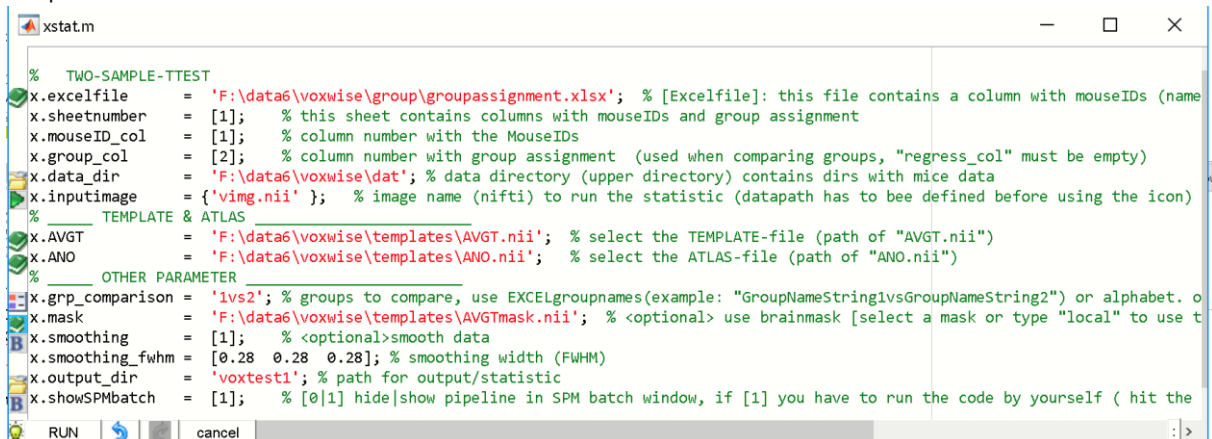 xstat.m
%   TWO-SAMPLE-TTEST
x.excelfile       =  'F:\data6\voxwise\group\groupassignment.xlsx';  % [Excelfile]: this file contains a column with mouseIDs (name
x.sheetnumber     =  [1];    % this sheet contains columns with mouseIDs and group assignment
x.mouseID_col     =  [2];    % column number with the MouseIDs
x.group_col       =  [2];    % column number with group assignment  (used when comparing groups, "regress_col" must be empty)
x.data_dir        =  'F:\data6\voxwise\dat'; % data directory (upper directory) contains dirs with mice data
x.inputimage      = {'vimg.nii' };   % image name (nifti) to run the statistic (datapath has to bee defined before using the icon)
% _____ TEMPLATE & ATLAS ________________________
x.AVGT            =  'F:\data6\voxwise\templates\AVGT.nii';  % select the TEMPLATE-file (path of "AVGT.nii")
x.ANO             =  'F:\data6\voxwise\templates\ANO.nii';   % select the ATLAS-file (path of "ANO.nii")
% _____ OTHER PARAMETER ________________________
x.grp_comparison =  '1vs2'; % groups to compare, use EXCELgroupnames(example: "GroupNameString1vsGroupNameString2") or alphabet. o
x.mask            =  'F:\data6\voxwise\templates\AVGTmask.nii';  % <optional> use brainmask [select a mask or type "local" to use t
x.smoothing       =  [1];    % <optional>smooth data
x.smoothing_fwhm =  [0.28  0.28  0.28]; % smoothing width (FWHM)
x.output_dir      =  'voxtest1'; % path for output/statistic
x.showSPMbatch    =  [1];    % [0|1] hide|show pipeline in SPM batch window, if [1] you have to run the code by yourself ( hit the
RUN cancel